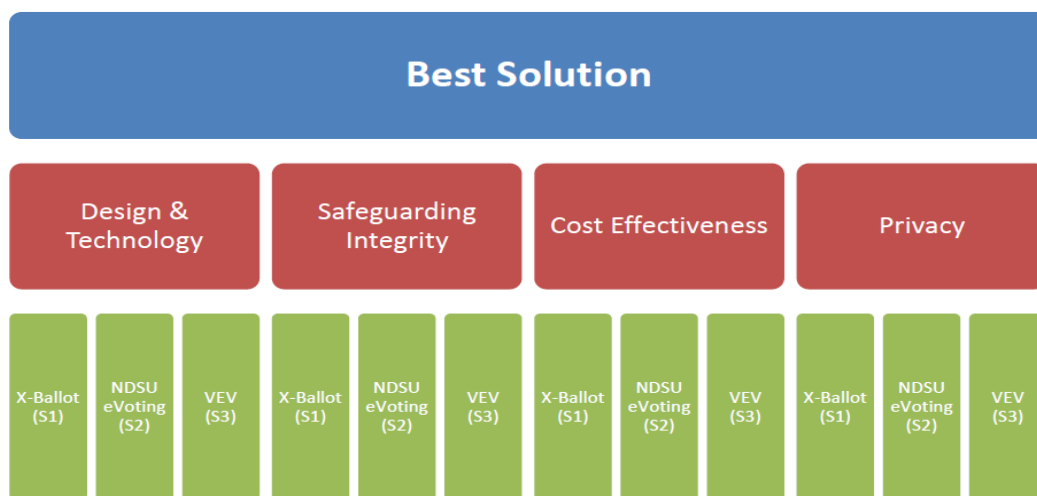 Best Solution
Design &
Technology
Safeguarding
Integrity
Cost Effectiveness
Privacy
X-Ballot
(S1)
NDSU
eVoting
(S2)
VEV
(S3)
X-Ballot
(S1)
NDSU
eVoting
(S2)
VEV
(S3)
X-Ballot
(S1)
NDSU
eVoting
(S2)
VEV
(S3)
X-Ballot
(S1)
NDSU
eVoting
(S2)
VEV
(S3)